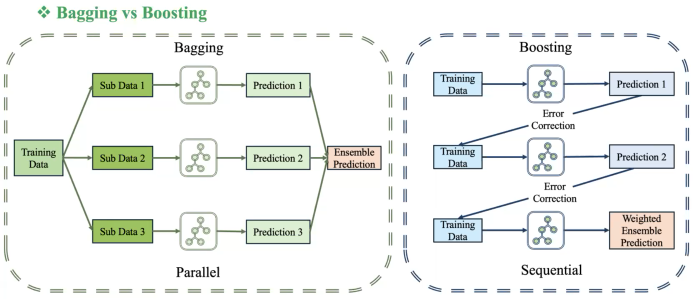 ❖ Bagging vs Boosting
Bagging
Sub Data 1
Prediction 1
Training
Data
Sub Data 2
Prediction 2
Ensemble
Prediction
Sub Data 3
Prediction 3
Parallel
Boosting
Training
Data
Prediction 1
Error
Correction
Training
Data
Prediction 2
Error
Correction
Training
Data
Weighted
Ensemble
Prediction
Sequential